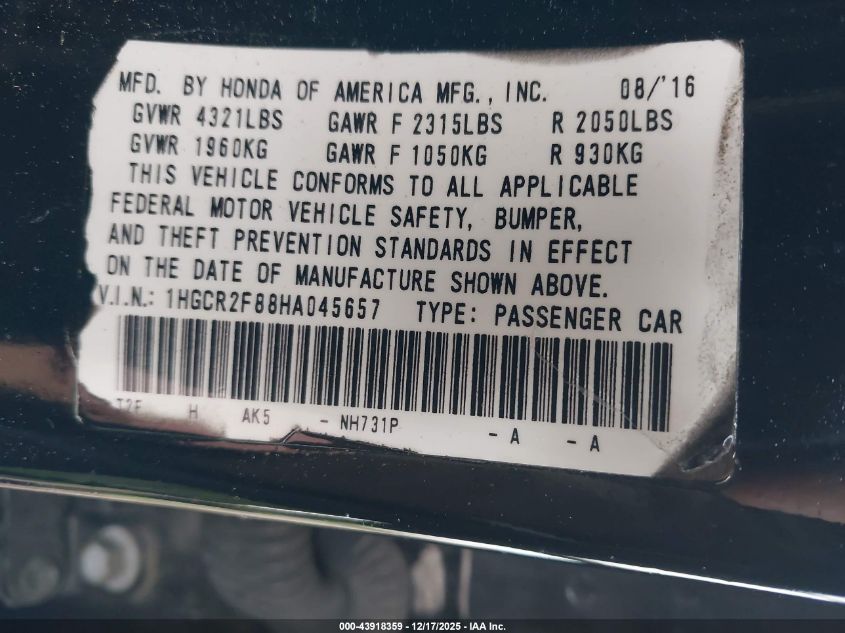 MFD. BY HONDA OF AMERICA MFG., INC. 08/'16
GVWR 4321LBS GAWR F 2315LBS R 2050LBS
GVWR 1960KG GAWR F 1050KG R 930KG
THIS VEHICLE CONFORMS TO ALL APPLICABLE
FEDERAL MOTOR VEHICLE SAFETY, BUMPER,
AND THEFT PREVENTION STANDARDS IN EFFECT
ON THE DATE OF MANUFACTURE SHOWN ABOVE.
V.I.N.: 1HGCR2F88HA045657 TYPE: PASSENGER CAR
H AK5 - NH731P - A - A
000-43918359 | 12/17/2025 | IAA Inc.